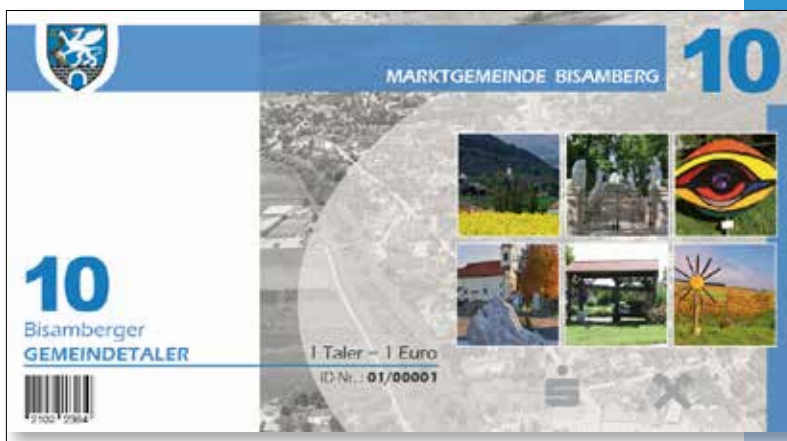 MARKTGEMEINDE BISAMBERG
10
10
Bisamberger
GEMEINDETALER
1 Taler – 1 Euro
ID-Nr.: 01/00001